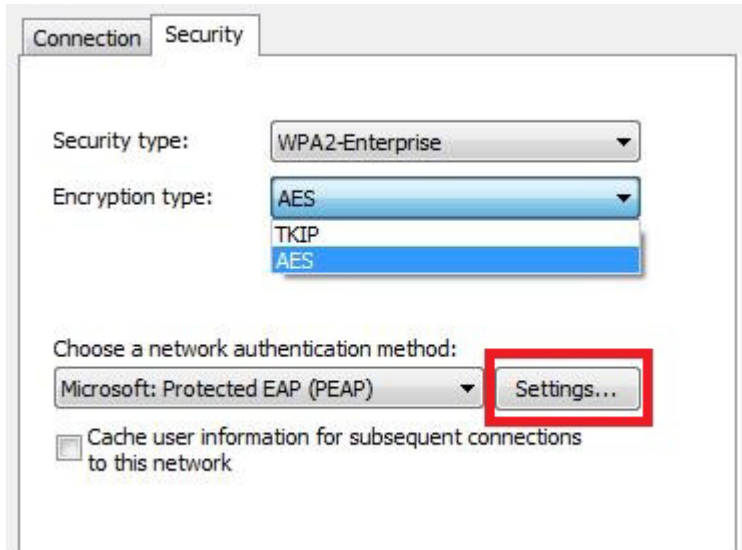 Connection Security
Security type: WPA2-Enterprise
Encryption type: AES
TKIP
AES
Choose a network authentication method:
Microsoft: Protected EAP (PEAP) Settings...
Cache user information for subsequent connections
to this network